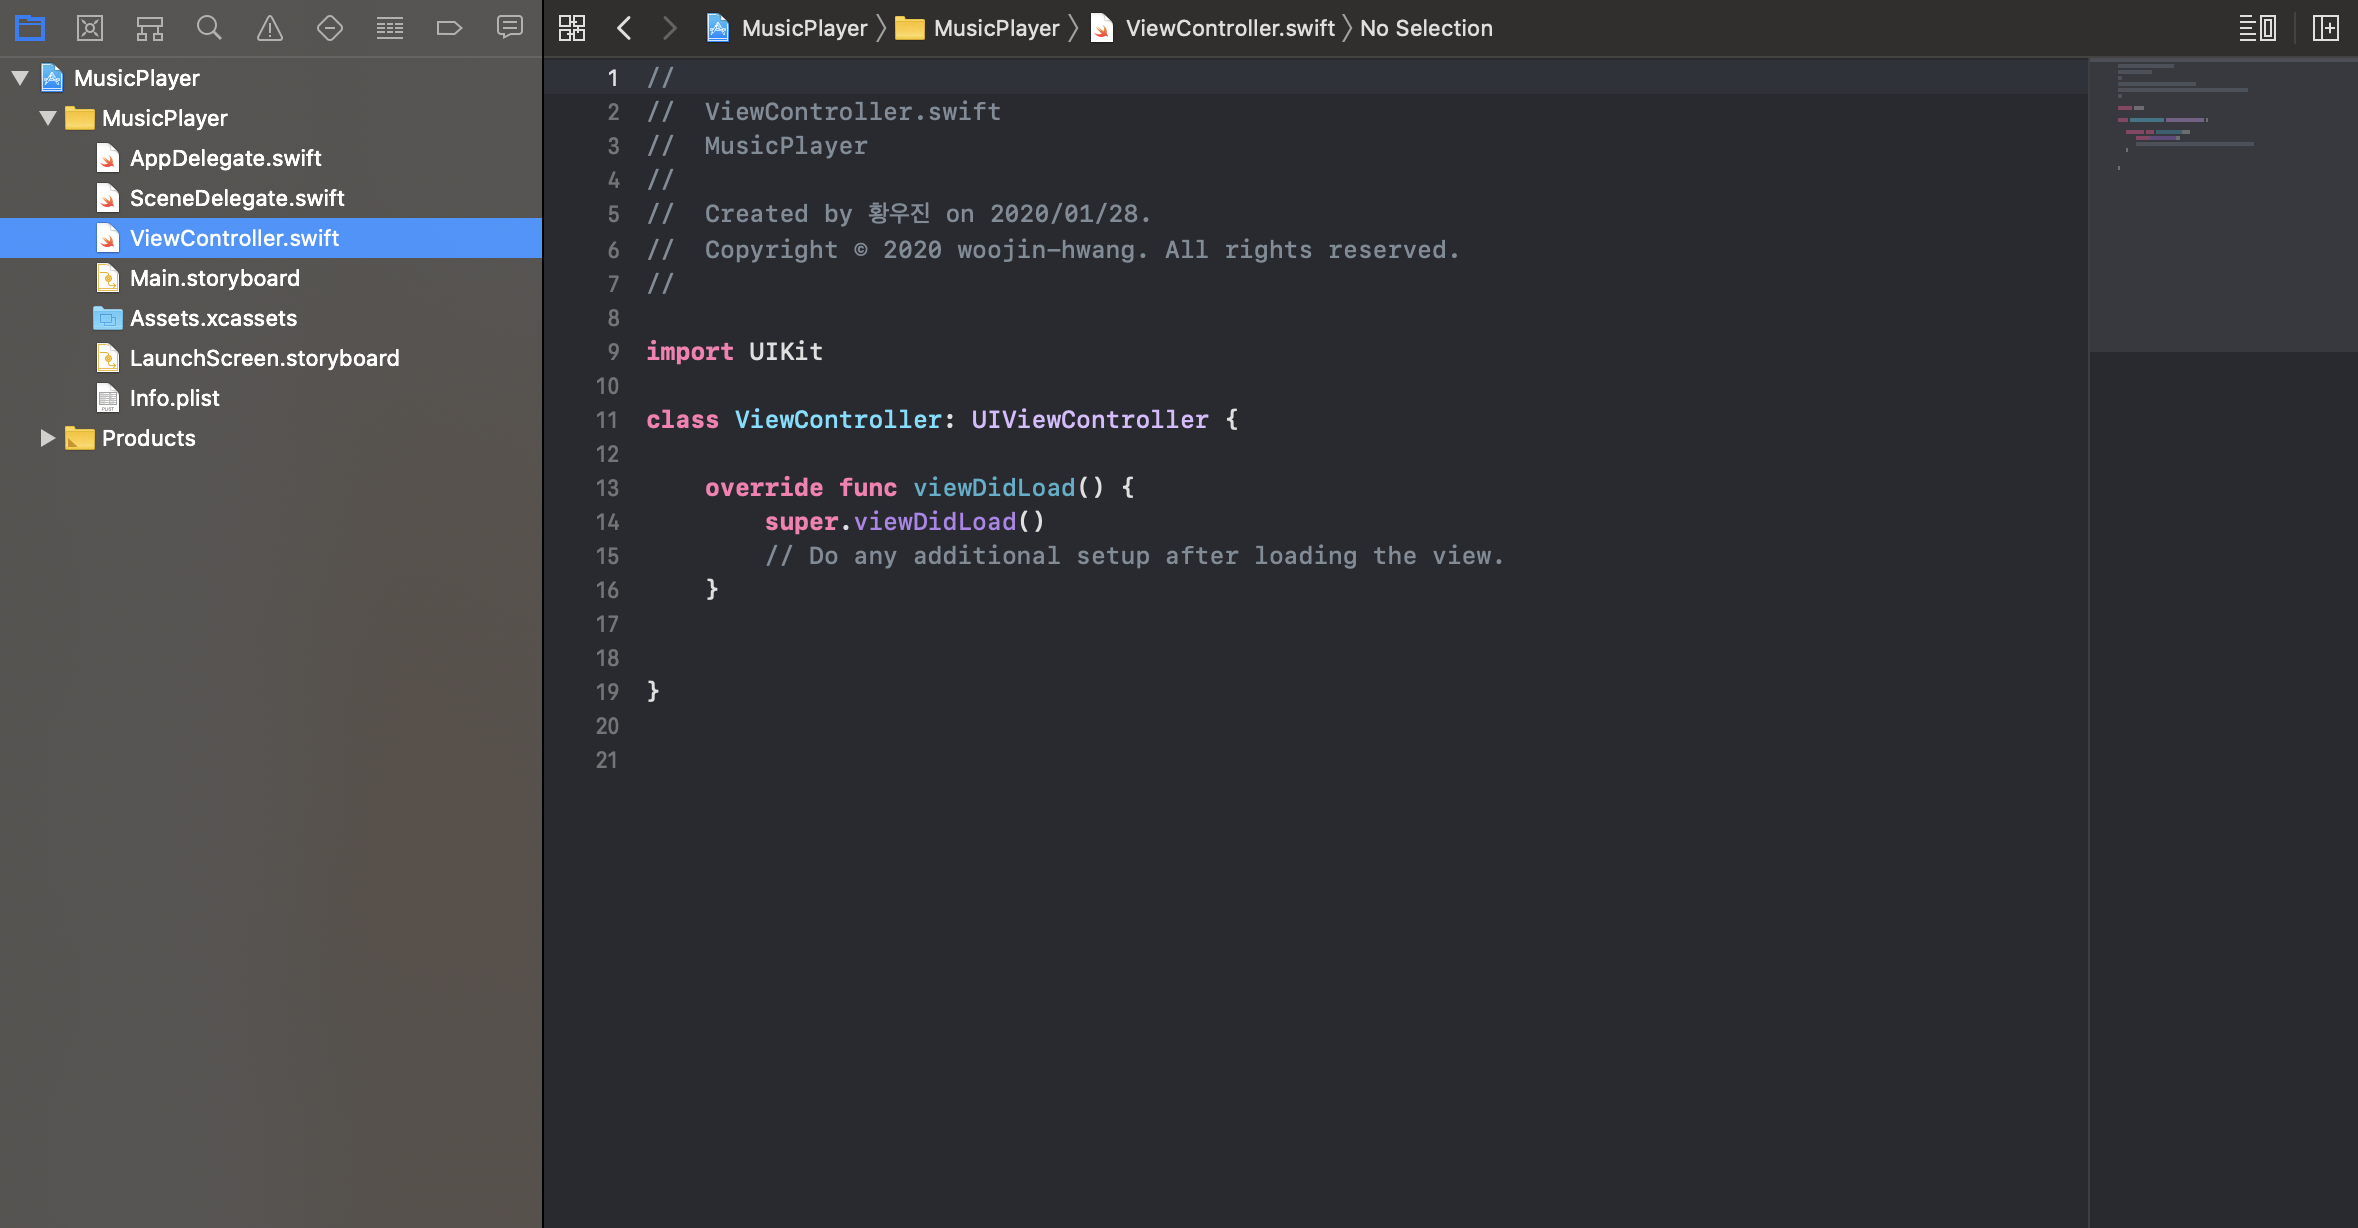 MusicPlayer
MusicPlayer
AppDelegate.swift
SceneDelegate.swift
ViewController.swift
Main.storyboard
Assets.xcassets
LaunchScreen.storyboard
Info.plist
Products
MusicPlayer MusicPlayer ViewController.swift No Selection
1 //
2 //  ViewController.swift
3 //  MusicPlayer
4 //
5 //  Created by 황우진 on 2020/01/28.
6 //  Copyright © 2020 woojin-hwang. All rights reserved.
7 //
8
9 import UIKit
10
11 class ViewController: UIViewController {
12
13     override func viewDidLoad() {
14         super.viewDidLoad()
15         // Do any additional setup after loading the view.
16     }
17
18
19 }
20
21